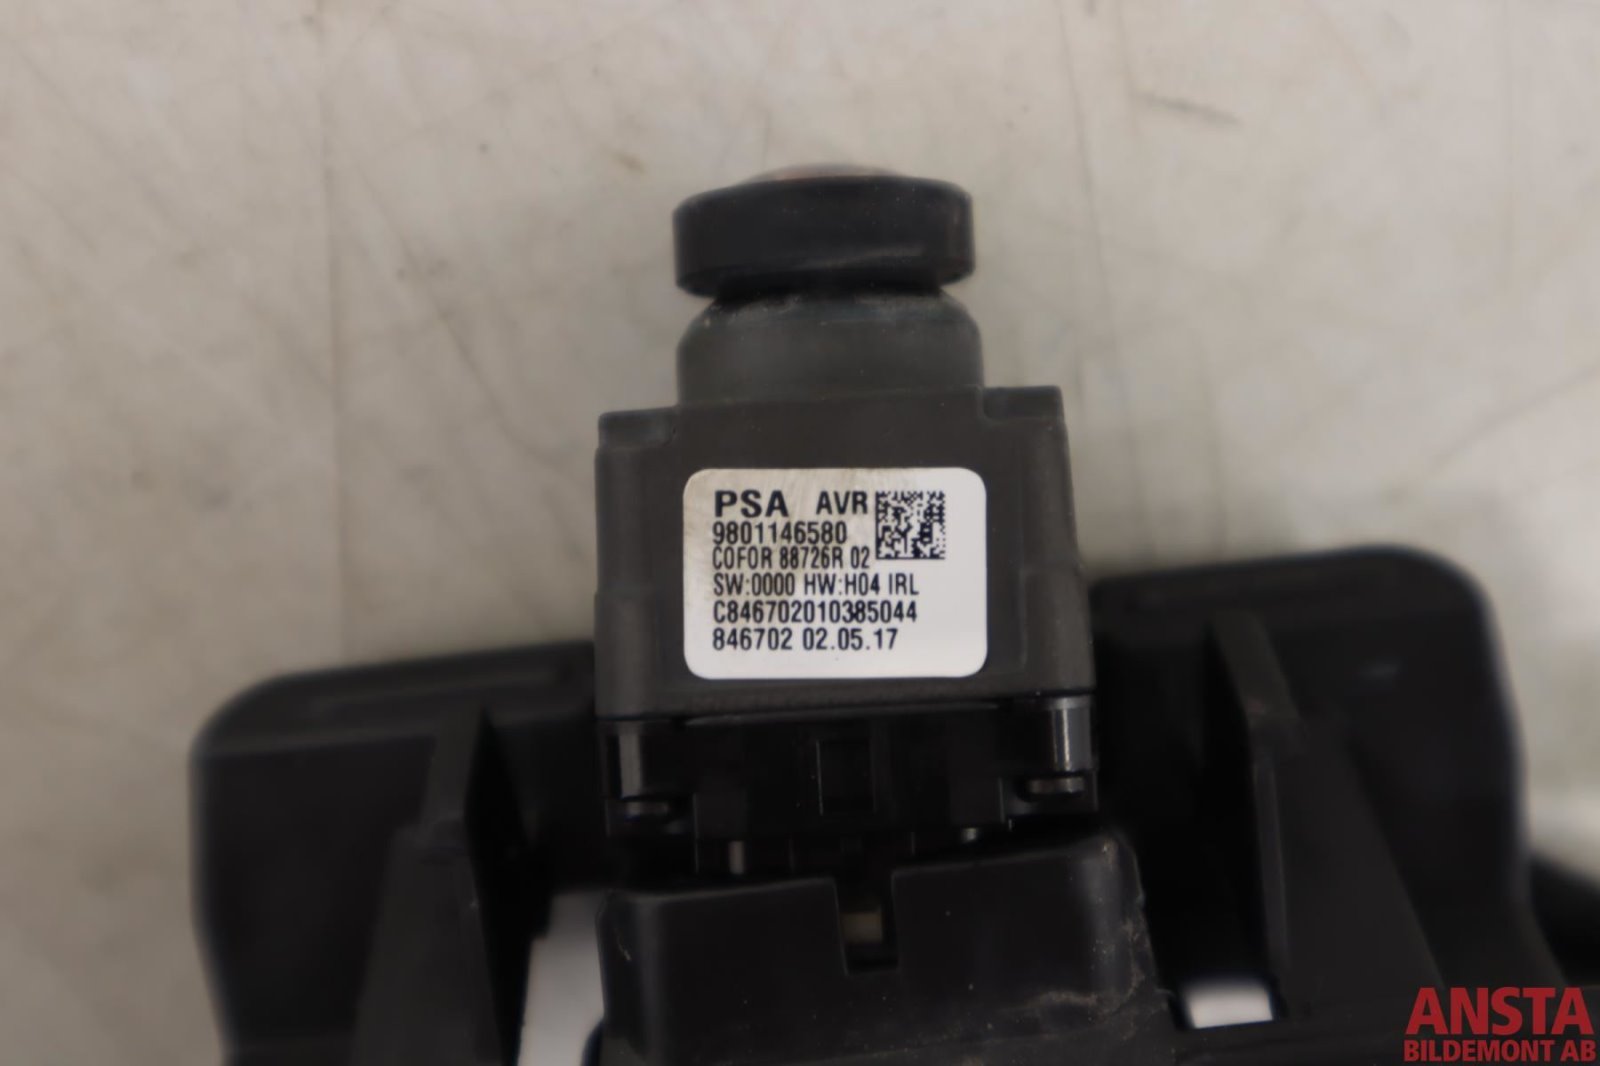 PSA AVR
9801146580
COFOR 88726R 02
SW:0000 HW:H04 IRL
C846702010385044
846702 02.05.17
ANSTA
BILDEMONT AB